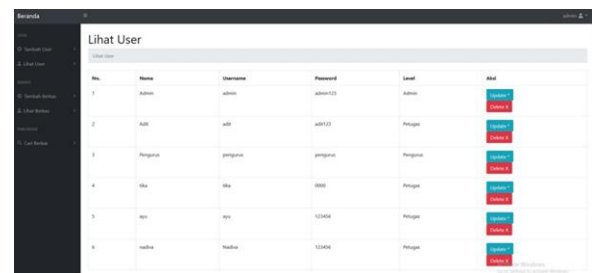 Beranda
admin
Tambah User
Lihat User
Tambah Berkas
Lihat Berkas
Cari Berkas
Lihat User
Lihat User
No. Nama Username Password Level Aksi
1 Admin admin admin123 Admin Update
Delete X
2 Adit adit adit123 Petugas Update
Delete X
3 Pengurus pengurus pengurus Pengurus Update
Delete X
4 tika tika 0000 Petugas Update
Delete X
5 ayu ayu 123456 Petugas Update
Delete X
6 nadiva Nadiva 123456 Petugas Update
Delete X